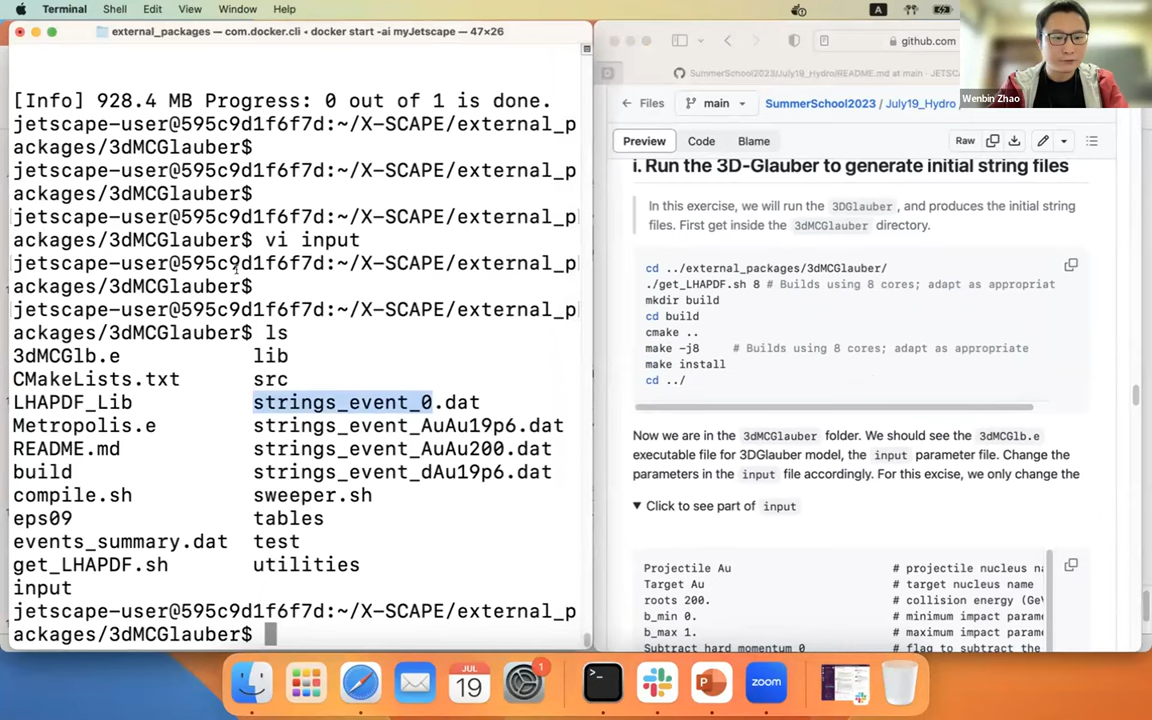 Terminal Shell Edit View Window Help
external_packages — com.docker.cli • docker start -ai myJetscape — 47×26
[Info] 928.4 MB Progress: 0 out of 1 is done.
jetscape-user@595c9d1f6f7d:~/X-SCAPE/external_p
ackages/3dMCGlauber$
jetscape-user@595c9d1f6f7d:~/X-SCAPE/external_p
ackages/3dMCGlauber$
jetscape-user@595c9d1f6f7d:~/X-SCAPE/external_p
ackages/3dMCGlauber$ vi input
jetscape-user@595c9d1f6f7d:~/X-SCAPE/external_p
ackages/3dMCGlauber$
jetscape-user@595c9d1f6f7d:~/X-SCAPE/external_p
ackages/3dMCGlauber$ ls
3dMCGlb.e lib
CMakeLists.txt src
LHAPDF_Lib strings_event_0.dat
Metropolis.e strings_event_AuAu19p6.dat
README.md strings_event_AuAu200.dat
build strings_event_dAu19p6.dat
compile.sh sweeper.sh
eps09 tables
events_summary.dat test
get_LHAPDF.sh utilities
input
jetscape-user@595c9d1f6f7d:~/X-SCAPE/external_p
ackages/3dMCGlauber$
A
github.com
SummerSchool2023/July19_Hydro/README.md at main · JETSC
Wenbin Zhao
Files main SummerSchool2023 / July19_Hydro
Preview Code Blame Raw
i. Run the 3D-Glauber to generate initial string files
In this exercise, we will run the 3DGlauber , and produces the initial string
files. First get inside the 3dMCGlauber directory.
cd ../external_packages/3dMCGlauber/
./get_LHAPDF.sh 8 # Builds using 8 cores; adapt as appropriat
mkdir build
cd build
cmake ..
make -j8 # Builds using 8 cores; adapt as appropriate
make install
cd ../
Now we are in the 3dMCGlauber folder. We should see the 3dMCGlb.e
executable file for 3DGlauber model, the input parameter file. Change the
parameters in the input file accordingly. For this excise, we only change the
Click to see part of input
Projectile Au # projectile nucleus na
Target Au # target nucleus name
roots 200. # collision energy (GeV
b_min 0. # minimum impact parame
b_max 1. # maximum impact parame
Subtract hard momentum 0 # flag to subtract the
JUL
19
1
zoom